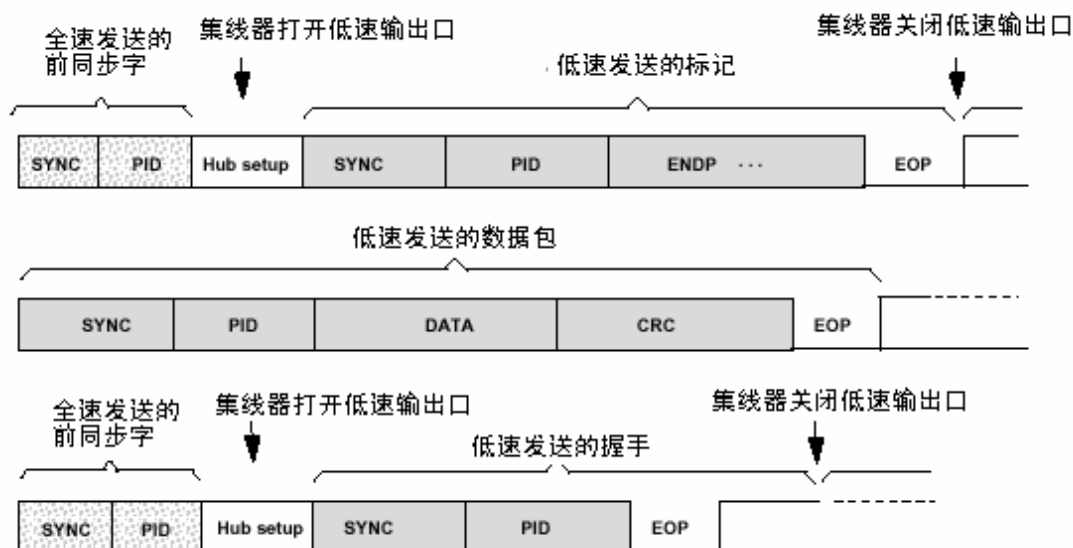 全速发送的
前同步字
集线器打开低速输出口
低速发送的标记
集线器关闭低速输出口
SYNC PID Hub setup SYNC PID ENDP ··· EOP
低速发送的数据包
SYNC PID DATA CRC EOP
全速发送的
前同步字
集线器打开低速输出口
低速发送的握手
集线器关闭低速输出口
SYNC PID Hub setup SYNC PID EOP